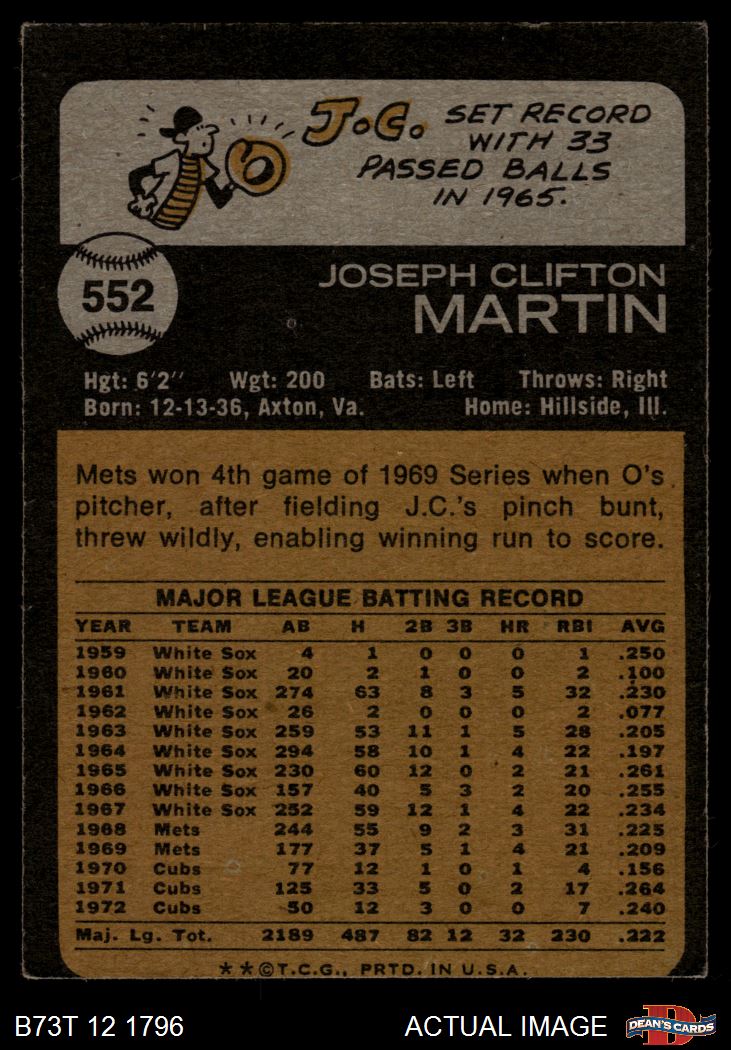 J.C. SET RECORD
WITH 33
PASSED BALLS
IN 1965.
552
JOSEPH CLIFTON
MARTIN
Hgt: 6'2" Wgt: 200 Bats: Left Throws: Right
Born: 12-13-36, Axton, Va. Home: Hillside, Ill.
Mets won 4th game of 1969 Series when O's
pitcher, after fielding J.C.'s pinch bunt,
threw wildly, enabling winning run to score.
MAJOR LEAGUE BATTING RECORD
YEAR TEAM AB H 2B 3B HR RBI AVG
1959 White Sox 4 1 0 0 0 1 .250
1960 White Sox 20 2 1 0 0 2 .100
1961 White Sox 274 63 8 3 5 32 .230
1962 White Sox 26 2 0 0 0 2 .077
1963 White Sox 259 53 11 1 5 28 .205
1964 White Sox 294 58 10 1 4 22 .197
1965 White Sox 230 60 12 0 2 21 .261
1966 White Sox 157 40 5 3 2 20 .255
1967 White Sox 252 59 12 1 4 22 .234
1968 Mets 244 55 9 2 3 31 .225
1969 Mets 177 37 5 1 4 21 .209
1970 Cubs 77 12 1 0 1 4 .156
1971 Cubs 125 33 5 0 2 17 .264
1972 Cubs 50 12 3 0 0 7 .240
Maj. Lg. Tot. 2189 487 82 12 32 230 .222
**©T.C.G., PRTD. IN U.S.A.
B73T 12 1796 ACTUAL IMAGE D DEAN'S CARDS